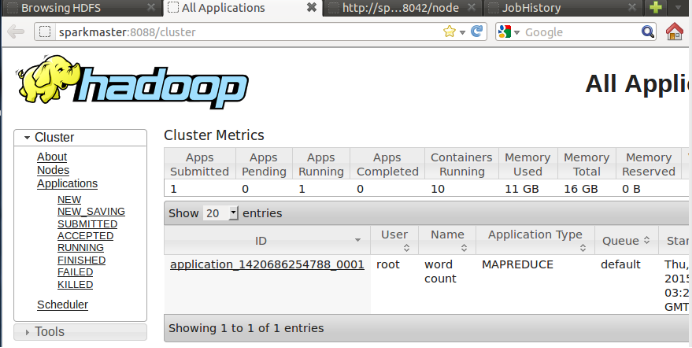 Browsing HDFS
All Applications
http://sp...8042/node
JobHistory
sparkmaster:8088/cluster
Google
hadoop
All Appli
Cluster
About
Nodes
Applications
NEW
NEW_SAVING
SUBMITTED
ACCEPTED
RUNNING
FINISHED
FAILED
KILLED
Scheduler
Tools
Cluster Metrics
Apps Submitted Apps Pending Apps Running Apps Completed Containers Running Memory Used Memory Total Memory Reserved
1 0 1 0 10 11 GB 16 GB 0 B
Show 20 entries
ID User Name Application Type Queue Star
application_1420686254788_0001 root word count MAPREDUCE default Thu,
2015
03:2
GMT
Showing 1 to 1 of 1 entries